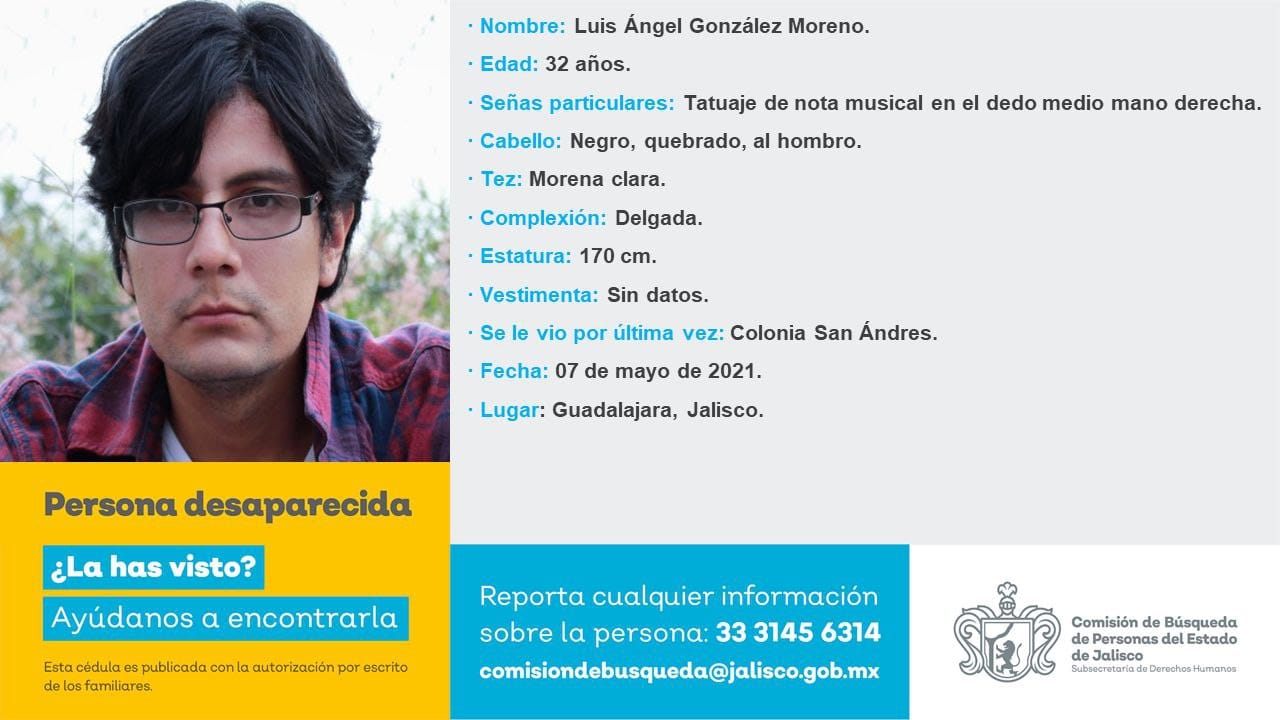 · Nombre: Luis Ángel González Moreno.
· Edad: 32 años.
· Señas particulares: Tatuaje de nota musical en el dedo medio mano derecha.
· Cabello: Negro, quebrado, al hombro.
· Tez: Morena clara.
· Complexión: Delgada.
· Estatura: 170 cm.
· Vestimenta: Sin datos.
· Se le vio por última vez: Colonia San Ándres.
· Fecha: 07 de mayo de 2021.
· Lugar: Guadalajara, Jalisco.
Persona desaparecida
¿La has visto?
Ayúdanos a encontrarla
Esta cédula es publicada con la autorización por escrito
de los familiares.
Reporta cualquier información
sobre la persona: 33 3145 6314
comisiondebusqueda@jalisco.gob.mx
Comisión de Búsqueda
de Personas del Estado
de Jalisco
Subsecretaría de Derechos Humanos